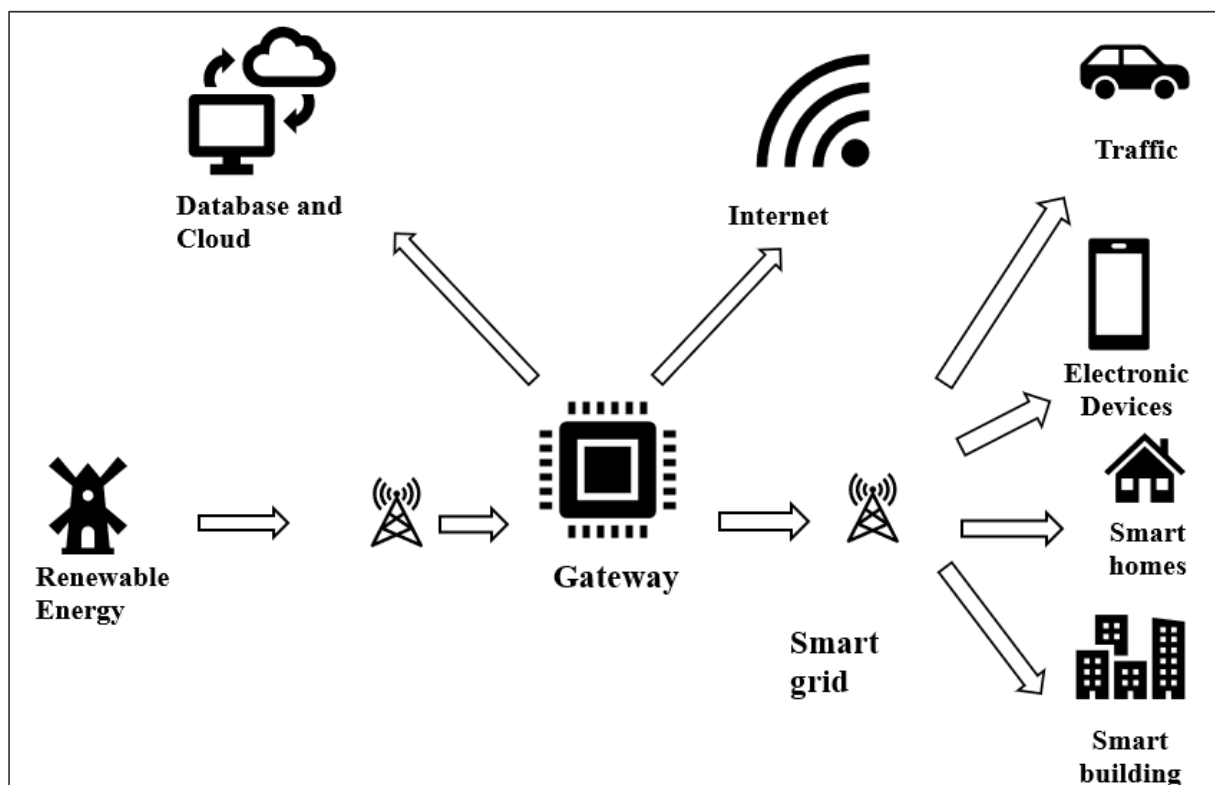 Traffic
Database and
Cloud
Internet
Electronic
Devices
Renewable
Energy
Gateway
Smart
homes
Smart
grid
Smart
building